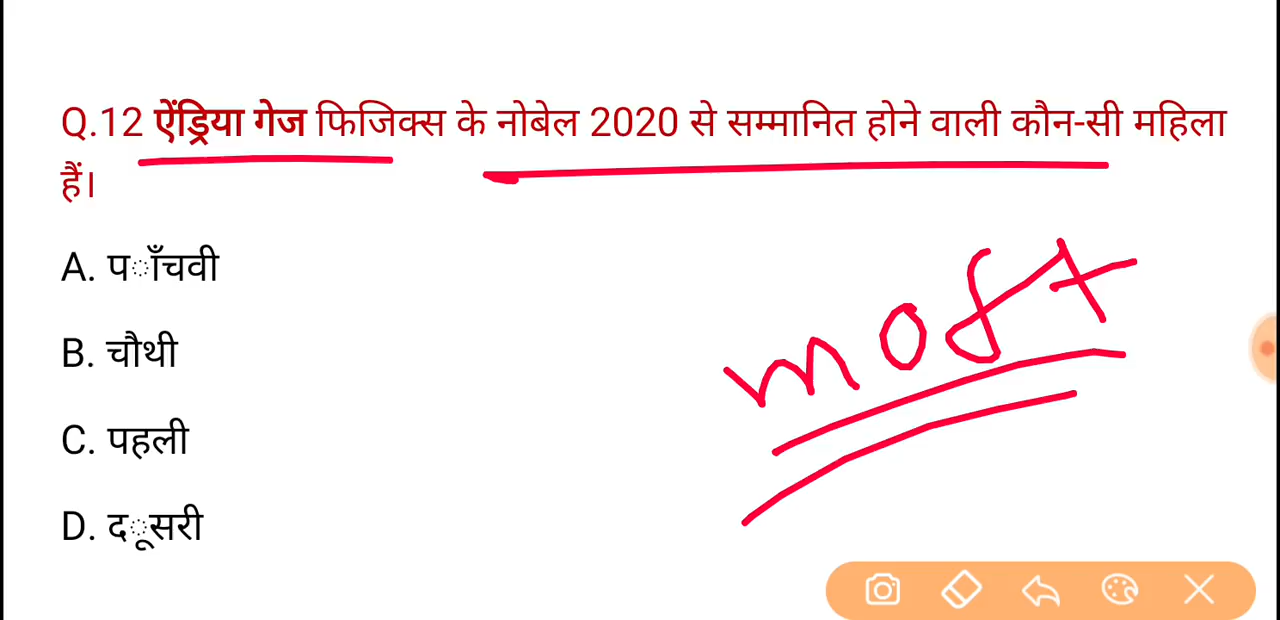 Q.12 ऐंड्रिया गेज फिजिक्स के नोबेल 2020 से सम्मानित होने वाली कौन-सी महिला
हैं।
A. पाँचवी
B. चौथी
moft
C. पहली
D. दूसरी